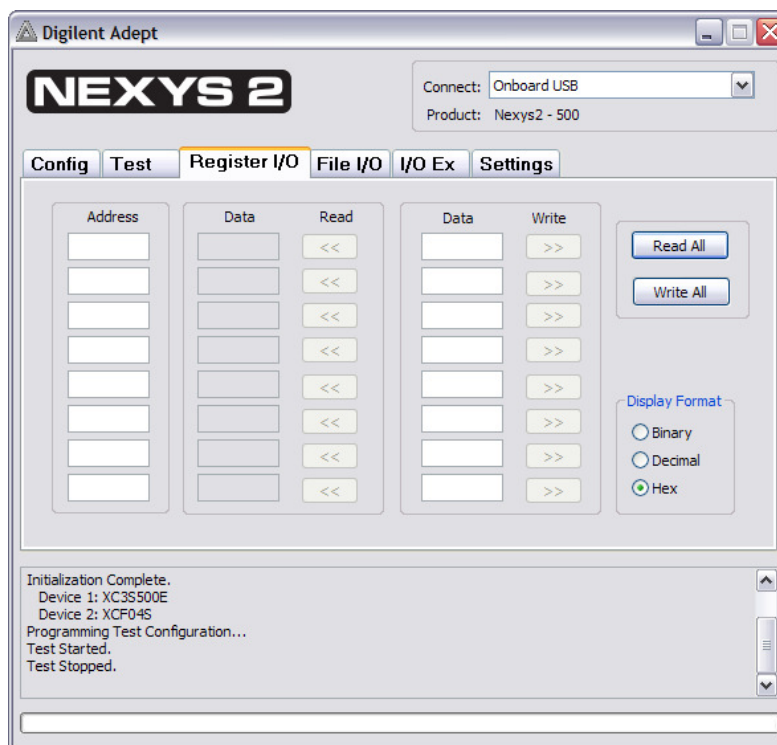 Digilent Adept
NEXYS 2
Connect: Onboard USB
Product: Nexys2 - 500
Config Test Register I/O File I/O I/O Ex Settings
Address Data Read Data Write
<< >>
<< >>
<< >>
<< >>
<< >>
<< >>
<< >>
<< >>
Read All
Write All
Display Format
Binary
Decimal
Hex
Initialization Complete.
Device 1: XC3S500E
Device 2: XCF04S
Programming Test Configuration...
Test Started.
Test Stopped.